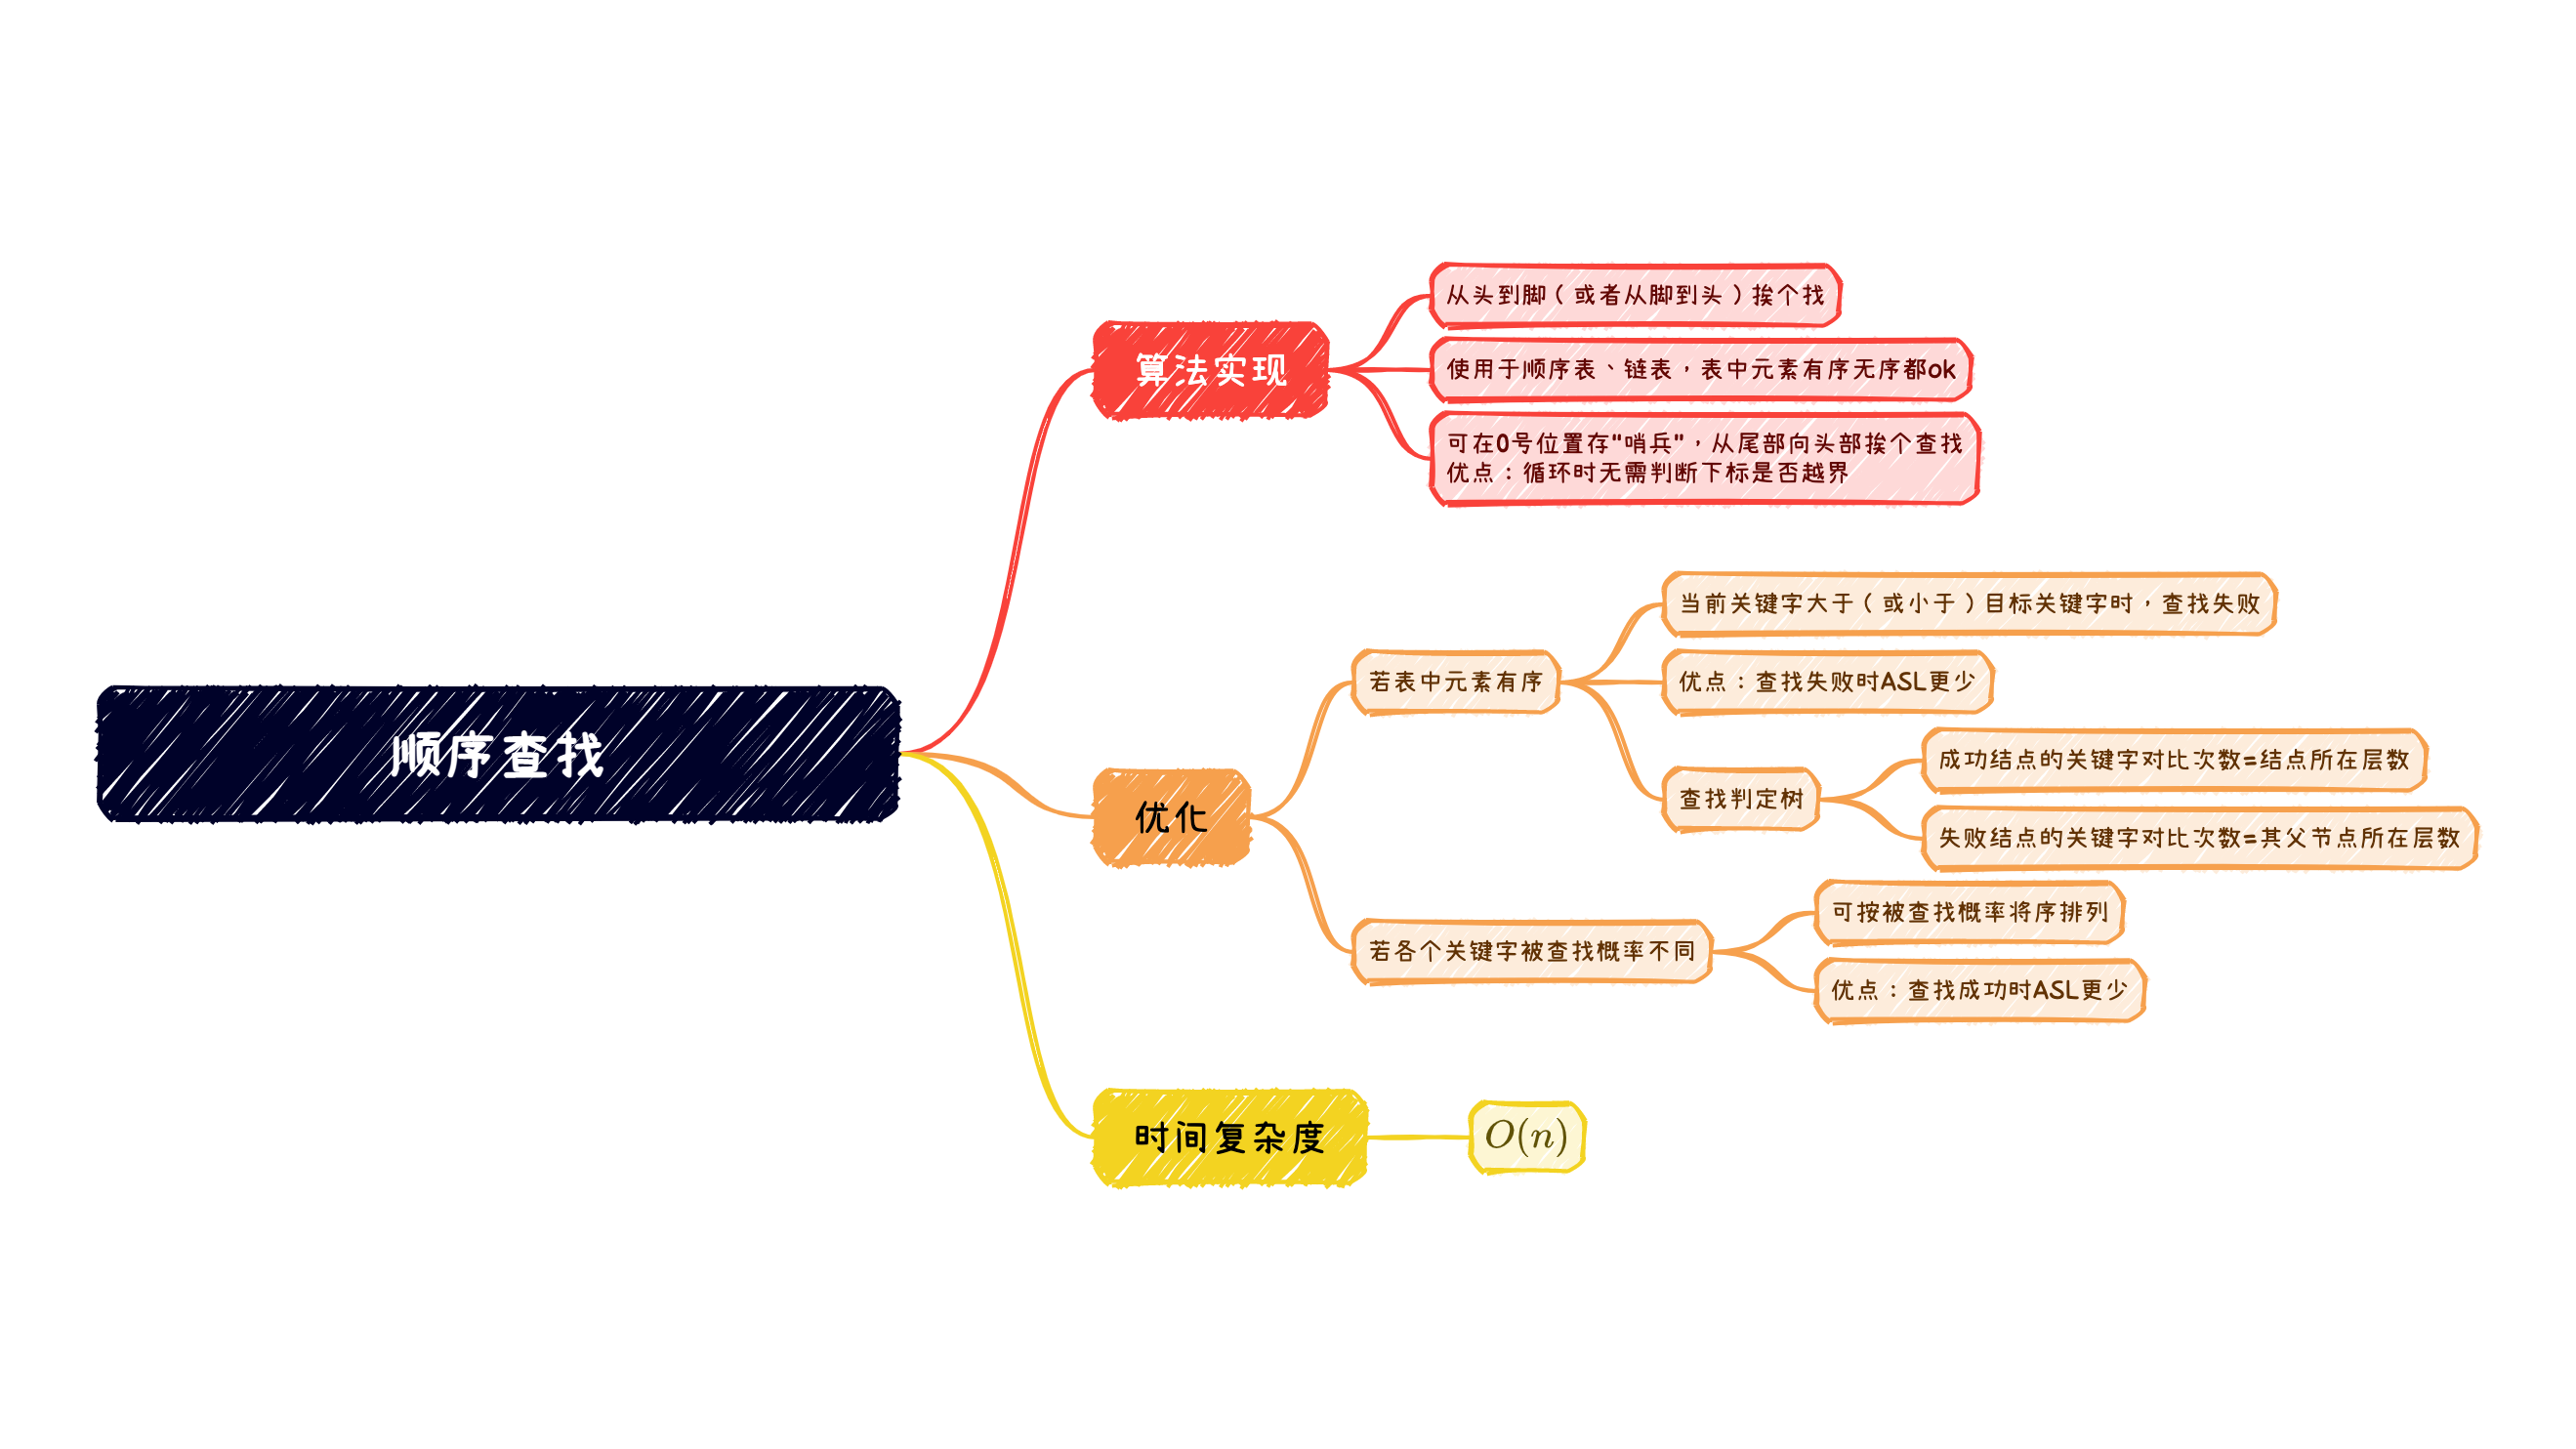 顺序查找
算法实现
从头到脚（或者从脚到头）挨个找
使用于顺序表、链表，表中元素有序无序都ok
可在0号位置存“哨兵”，从尾部向头部挨个查找
优点：循环时无需判断下标是否越界
优化
若表中元素有序
当前关键字大于（或小于）目标关键字时，查找失败
优点：查找失败时ASL更少
查找判定树
成功结点的关键字对比次数=结点所在层数
失败结点的关键字对比次数=其父节点所在层数
若各个关键字被查找概率不同
可按被查找概率将序排列
优点：查找成功时ASL更少
时间复杂度
O(n)